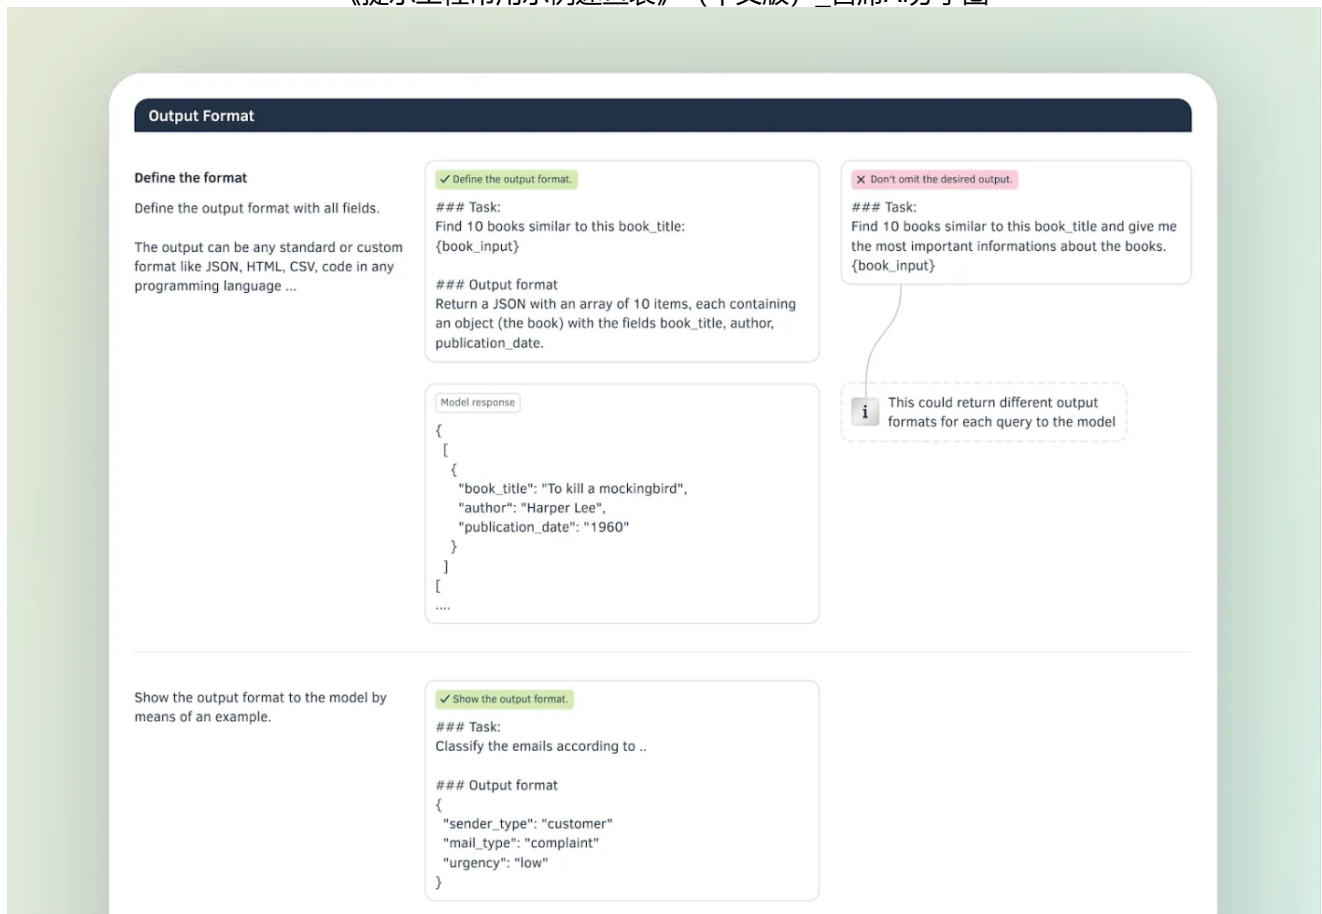 Output Format
Define the format
Define the output format with all fields.
The output can be any standard or custom
format like JSON, HTML, CSV, code in any
programming language ...
✓ Define the output format.
### Task:
Find 10 books similar to this book_title:
{book_input}
### Output format
Return a JSON with an array of 10 items, each containing
an object (the book) with the fields book_title, author,
publication_date.
✕ Don't omit the desired output.
### Task:
Find 10 books similar to this book_title and give me
the most important informations about the books.
{book_input}
Model response
{
[
{
"book_title": "To kill a mockingbird",
"author": "Harper Lee",
"publication_date": "1960"
}
]
[
....
i
This could return different output
formats for each query to the model
Show the output format to the model by
means of an example.
✓ Show the output format.
### Task:
Classify the emails according to ..
### Output format
{
"sender_type": "customer"
"mail_type": "complaint"
"urgency": "low"
}